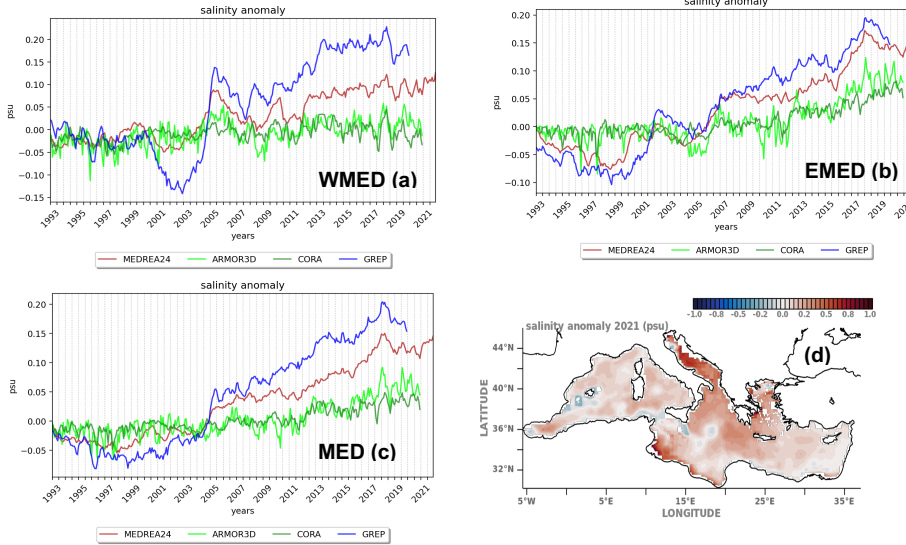 salinity anomaly
0.20
0.15
0.10
0.05
0.00
−0.05
−0.10
−0.15
psu
WMED (a)
1993 1995 1997 1999 2001 2003 2005 2007 2009 2011 2013 2015 2017 2019 2021
years
MEDREA24 ARMOR3D CORA GREP
salinity anomaly
0.20
0.15
0.10
0.05
0.00
−0.05
−0.10
psu
EMED (b)
1993 1995 1997 1999 2001 2003 2005 2007 2009 2011 2013 2015 2017 2019 2021
years
MEDREA24 ARMOR3D CORA GREP
salinity anomaly
0.20
0.15
0.10
0.05
0.00
−0.05
psu
MED (c)
1993 1995 1997 1999 2001 2003 2005 2007 2009 2011 2013 2015 2017 2019 2021
years
MEDREA24 ARMOR3D CORA GREP
-1.0 -0.8 -0.5 -0.2 0.0 0.2 0.5 0.8 1.0
salinity anomaly 2021 (psu)
(d)
44°N
40°N
36°N
32°N
LATITUDE
5°W 5°E 15°E 25°E 35°E
LONGITUDE